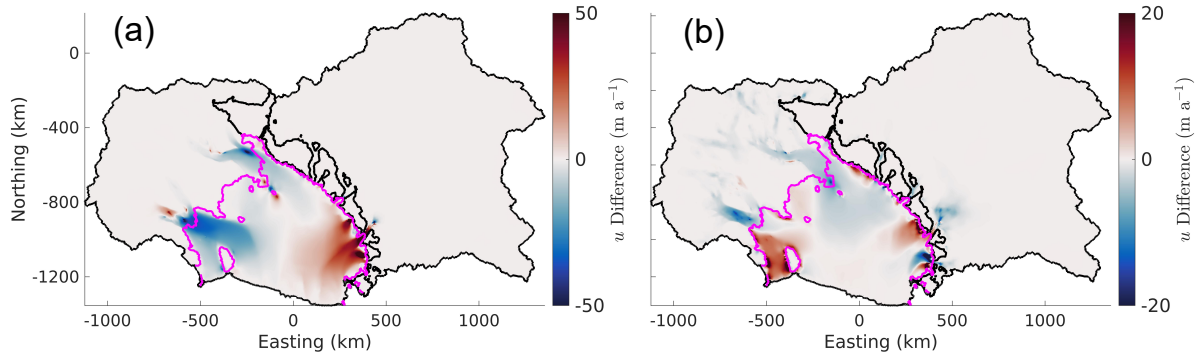 (a)
(b)
0
-400
-800
-1200
Northing (km)
-1000
-500
0
500
1000
Easting (km)
50
0
-50
u Difference (m a⁻¹)
-1000
-500
0
500
1000
Easting (km)
20
0
-20
u Difference (m a⁻¹)